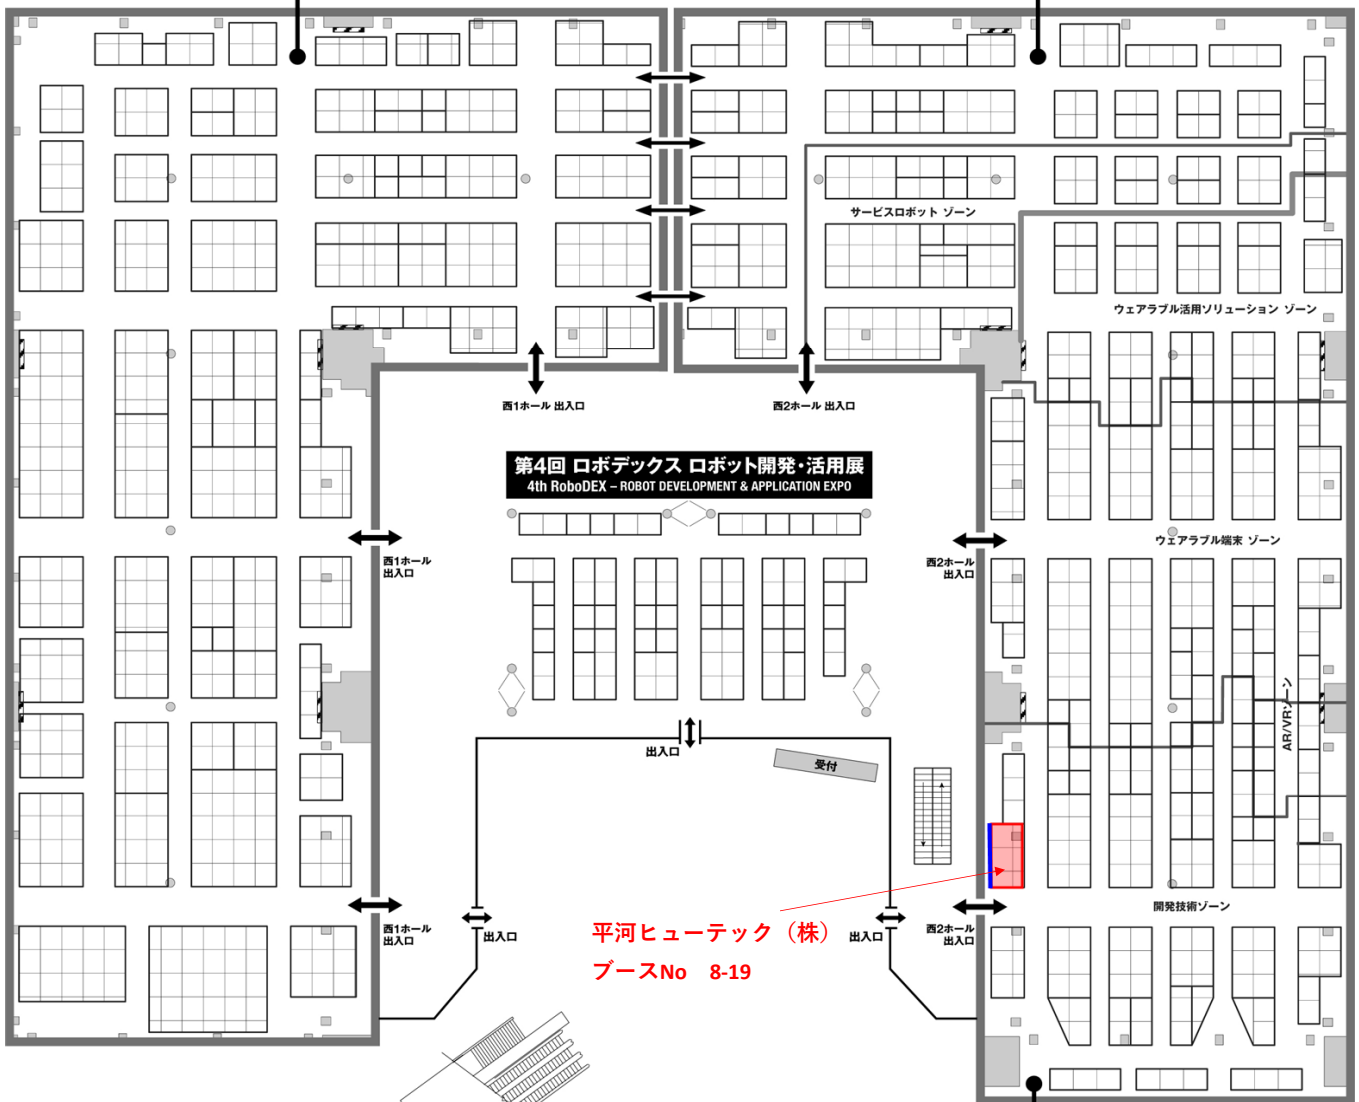 サービスロボット ゾーン
ウェアラブル活用ソリューション ゾーン
西1ホール 出入口
西2ホール 出入口
第4回 ロボデックス ロボット開発・活用展
4th RoboDEX – ROBOT DEVELOPMENT & APPLICATION EXPO
西1ホール
出入口
西2ホール
出入口
ウェアラブル端末 ゾーン
AR/VRゾーン
出入口
受付
開発技術ゾーン
西1ホール
出入口
出入口
平河ヒューテック（株）
ブースNo 8-19
出入口
西2ホール
出入口